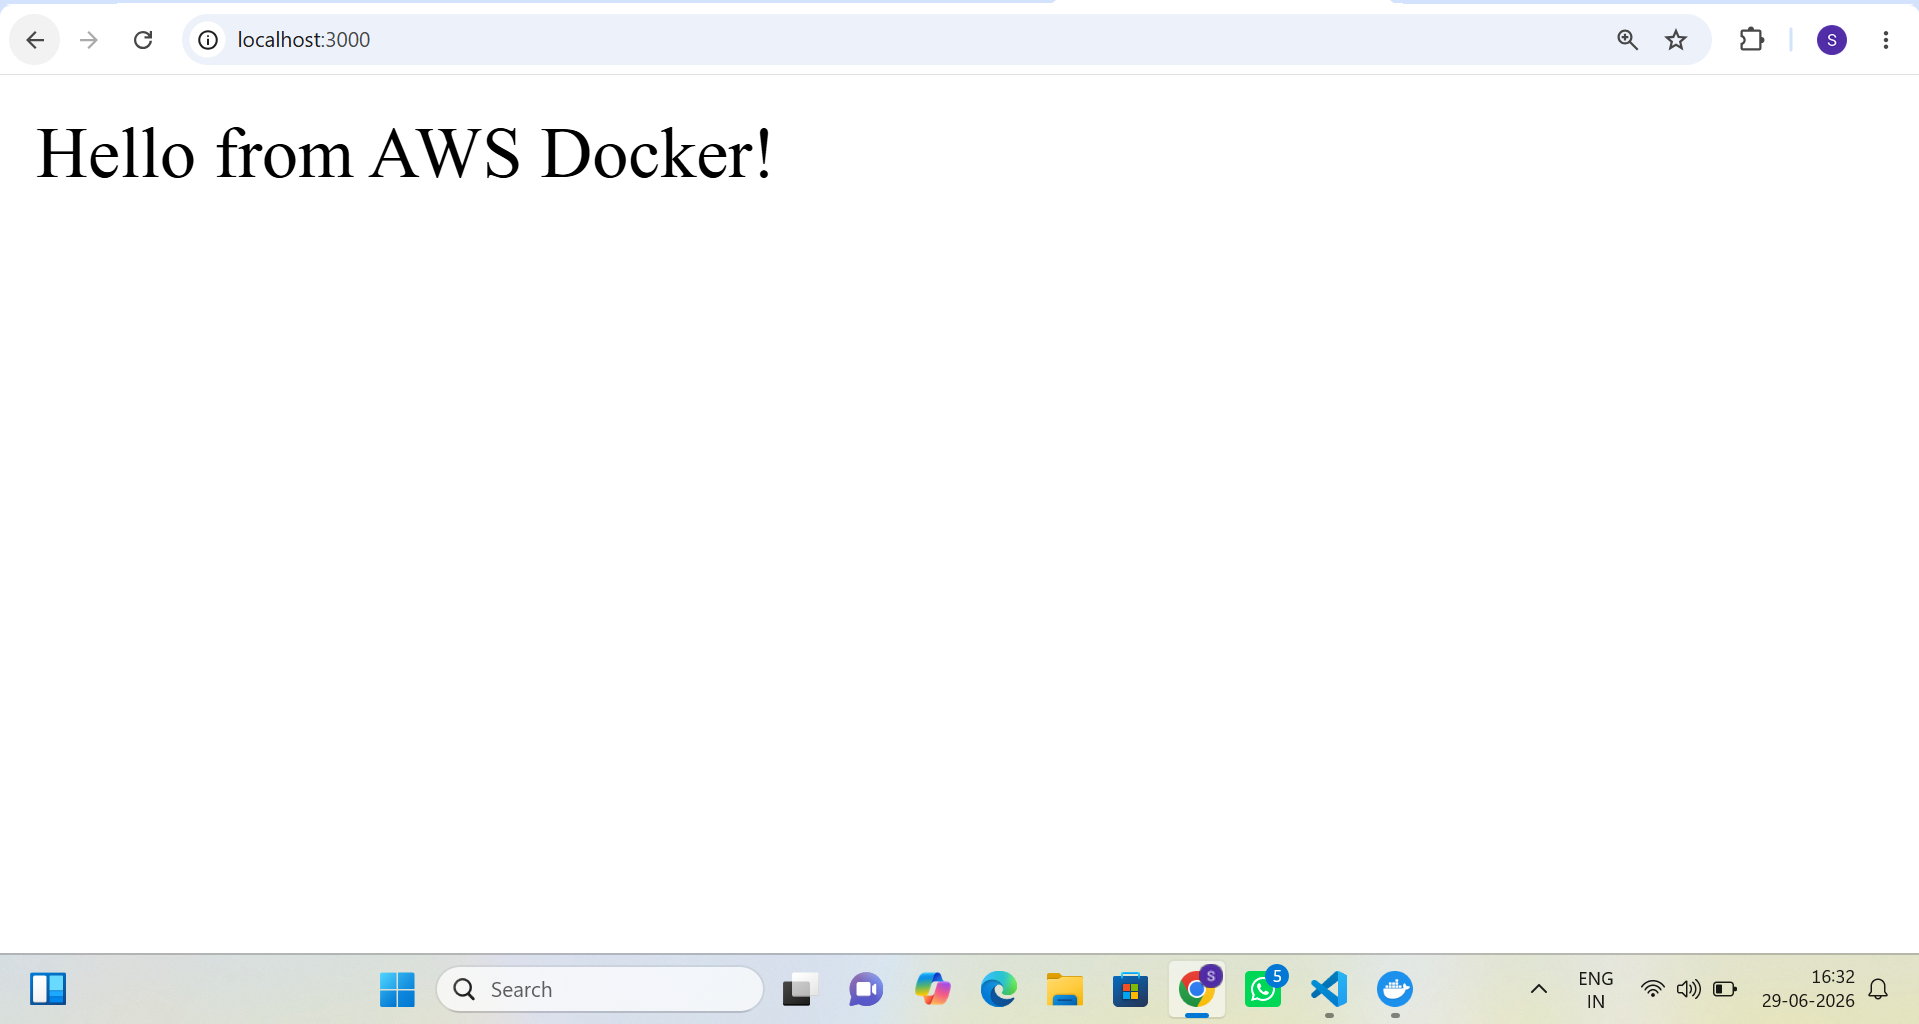 localhost:3000
S
Hello from AWS Docker!
Search
S
5
ENG
IN
16:32
29-06-2026